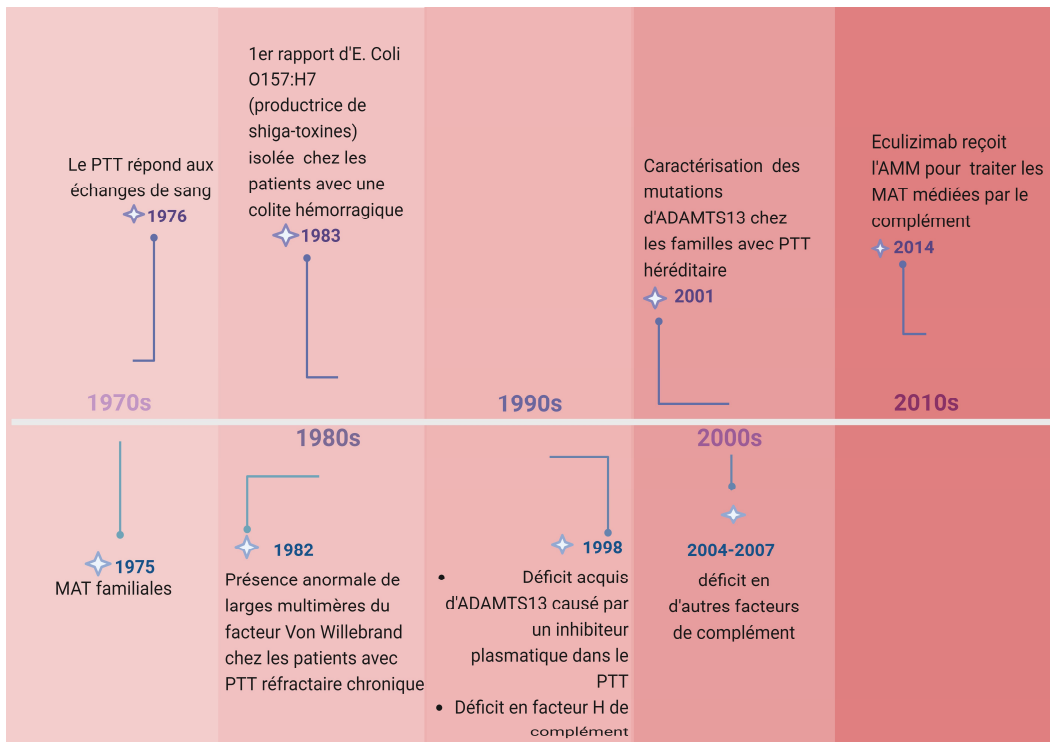 Le PTT répond aux
échanges de sang
1976
1er rapport d'E. Coli
O157:H7
(productrice de
shiga-toxines)
isolée chez les
patients avec une
colite hémorragique
1983
Caractérisation des
mutations
d'ADAMTS13 chez
les familles avec PTT
héréditaire
2001
Eculizimab reçoit
l'AMM pour traiter les
MAT médiées par le
complément
2014
1970s
1980s
1990s
2000s
2010s
1975
MAT familiales
1982
Présence anormale de
larges multimères du
facteur Von Willebrand
chez les patients avec
PTT réfractaire chronique
1998
• Déficit acquis
d'ADAMTS13 causé par
un inhibiteur
plasmatique dans le
PTT
• Déficit en facteur H de
complément
2004-2007
déficit en
d'autres facteurs
de complément